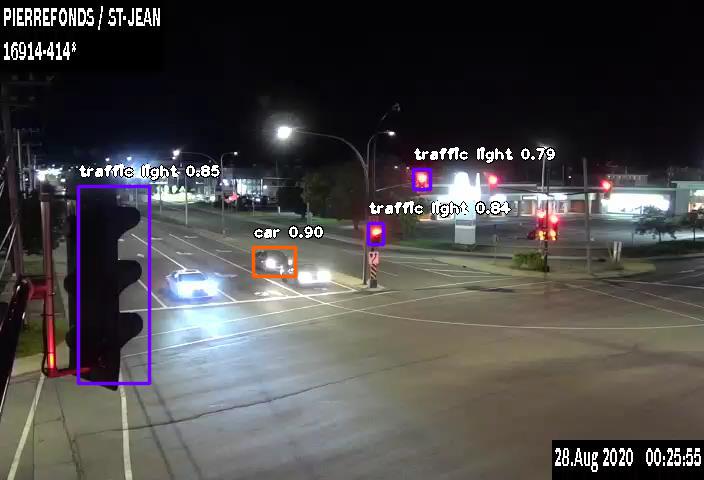 PIERREFONDS / ST-JEAN
16914-414*
traffic light 0.79
traffic light 0.85
traffic light 0.84
car 0.90
28.Aug 2020 00:25:55